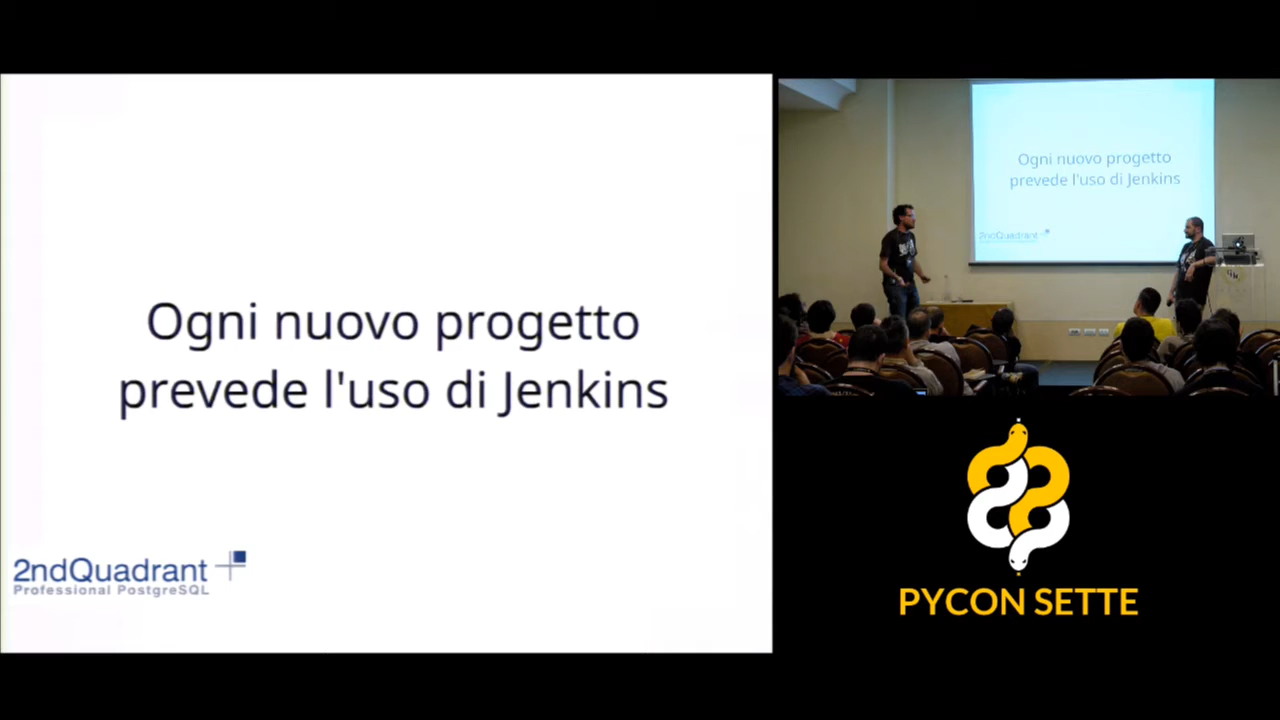 Ogni nuovo progetto
prevede l'uso di Jenkins
2ndQuadrant
Professional PostgreSQL
Ogni nuovo progetto
prevede l'uso di Jenkins
2ndQuadrant
PYCON SETTE